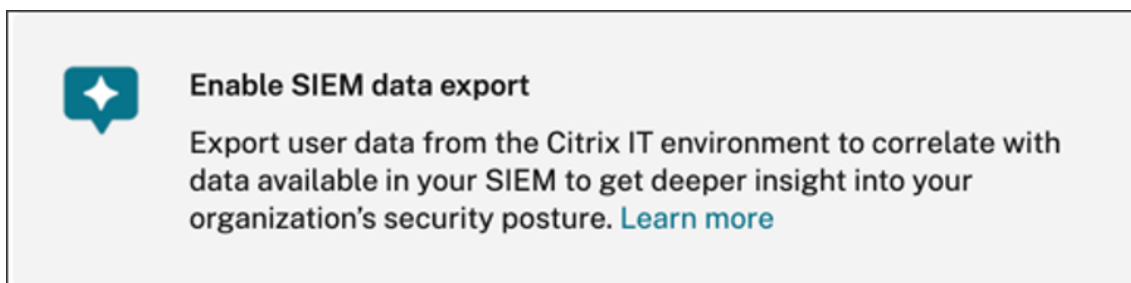 Enable SIEM data export
Export user data from the Citrix IT environment to correlate with
data available in your SIEM to get deeper insight into your
organization’s security posture. Learn more